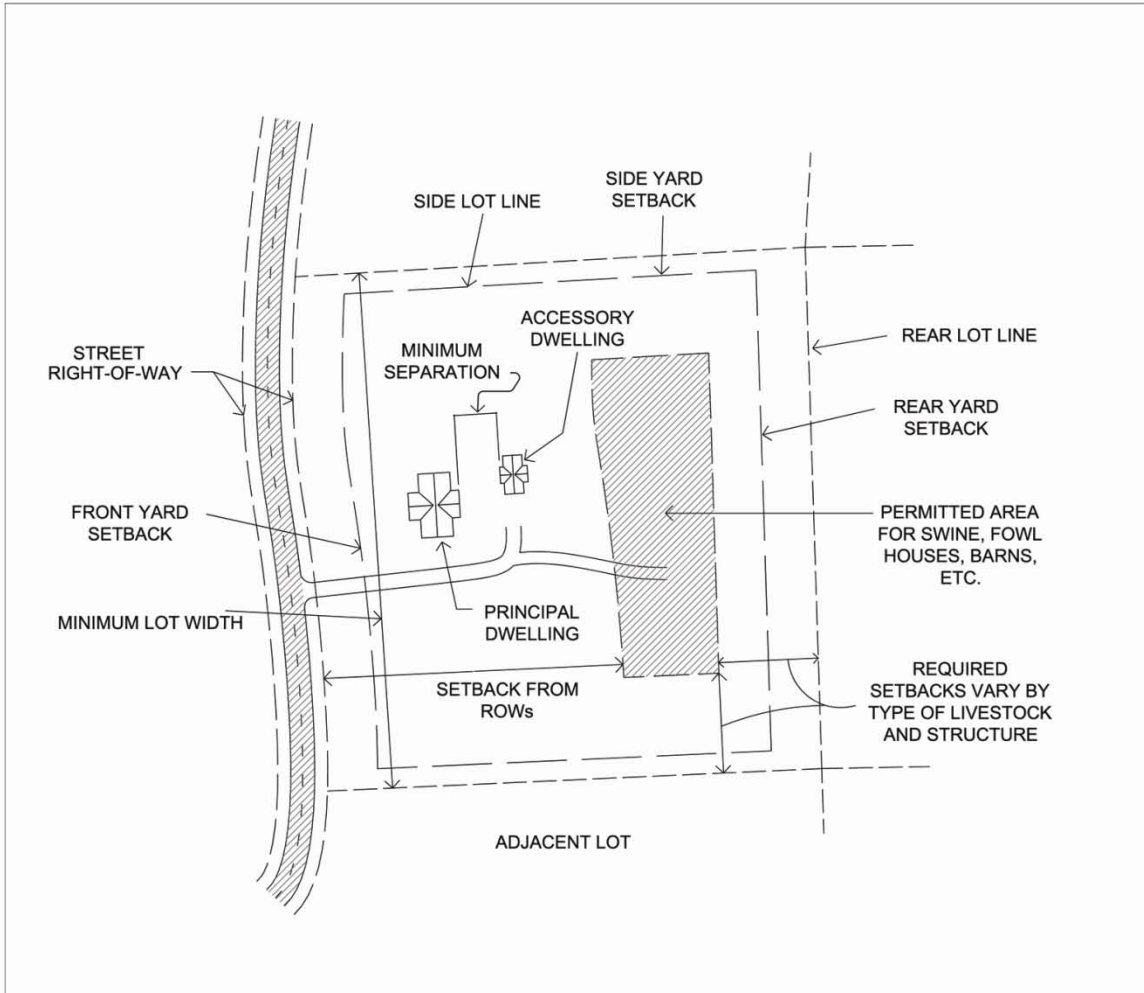 SIDE YARD
SETBACK
SIDE LOT LINE
ACCESSORY
DWELLING
MINIMUM
SEPARATION
REAR LOT LINE
STREET
RIGHT-OF-WAY
REAR YARD
SETBACK
FRONT YARD
SETBACK
PERMITTED AREA
FOR SWINE, FOWL
HOUSES, BARNS,
ETC.
MINIMUM LOT WIDTH
PRINCIPAL
DWELLING
SETBACK FROM
ROWs
REQUIRED
SETBACKS VARY BY
TYPE OF LIVESTOCK
AND STRUCTURE
ADJACENT LOT